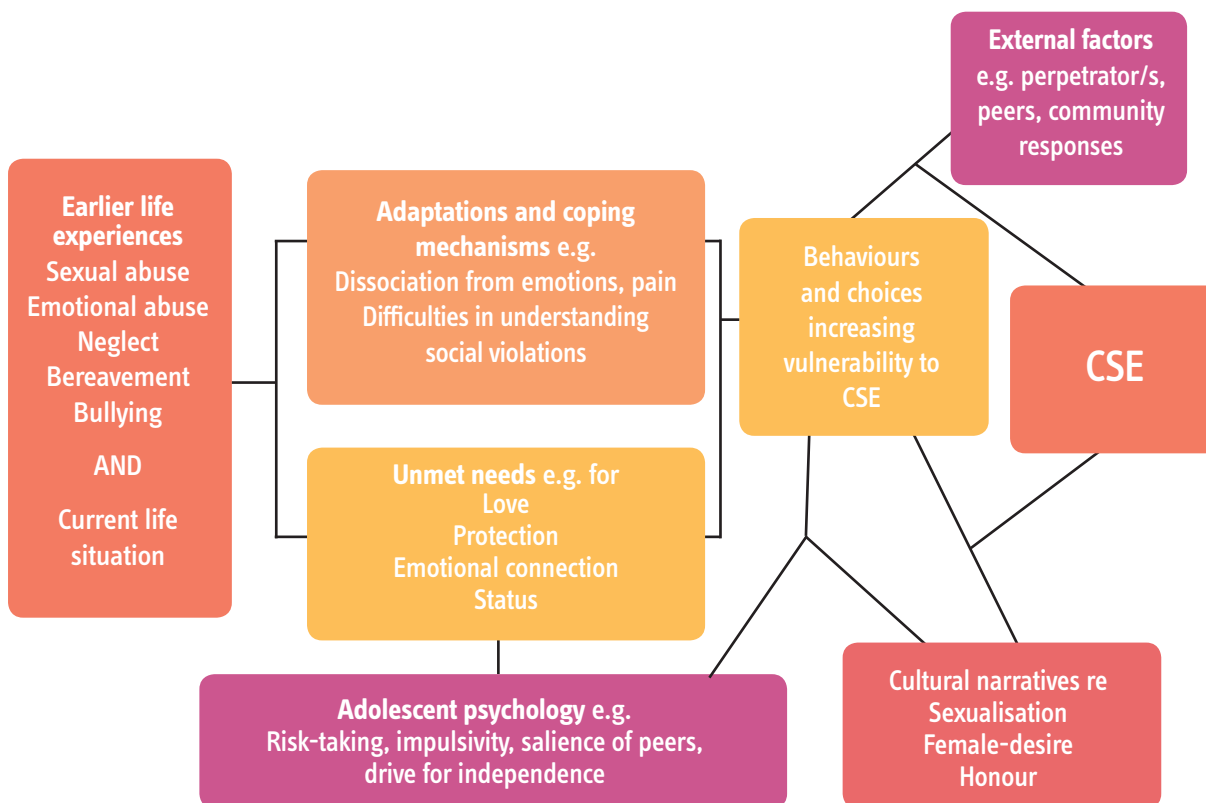 External factors
e.g. perpetrator/s,
peers, community
responses
Earlier life
experiences
Sexual abuse
Emotional abuse
Neglect
Bereavement
Bullying
AND
Current life
situation
Adaptations and coping
mechanisms e.g.
Dissociation from emotions, pain
Difficulties in understanding
social violations
Unmet needs e.g. for
Love
Protection
Emotional connection
Status
Adolescent psychology e.g.
Risk-taking, impulsivity, salience of peers,
drive for independence
Behaviours
and choices
increasing
vulnerability to
CSE
CSE
Cultural narratives re
Sexualisation
Female-desire
Honour